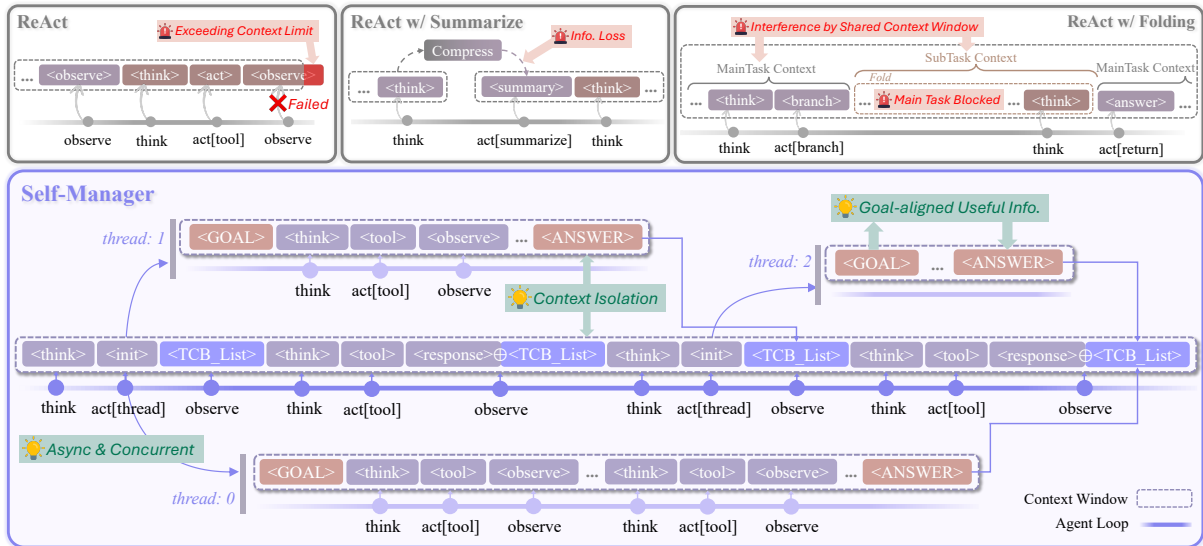 ReAct
Exceeding Context Limit
... <observe> <think> <act> <observe>
Failed
observe think act[tool] observe
ReAct w/ Summarize
Compress
Info. Loss
... <think> <summary> <think> ...
think act[summarize] think
ReAct w/ Folding
Interference by Shared Context Window
MainTask Context SubTask Context MainTask Context
Fold
... <think> <branch> ... Main Task Blocked ... <think> <answer> ...
think act[branch] think act[return]
Self-Manager
thread: 1
<GOAL> <think> <tool> <observe> ... <ANSWER>
think act[tool] observe
Goal-aligned Useful Info.
thread: 2
<GOAL> ... <ANSWER>
Context Isolation
<think> <init> <TCB_List> <think> <tool> <response>⊕<TCB_List> <think> <init> <TCB_List> <think> <tool> <response>⊕<TCB_List>
think act[thread] observe think act[tool] observe think act[thread] observe think act[tool] observe
Async & Concurrent
thread: 0
<GOAL> <think> <tool> <observe> ... <think> <tool> <observe> ... <ANSWER>
think act[tool] observe think act[tool] observe
Context Window
Agent Loop